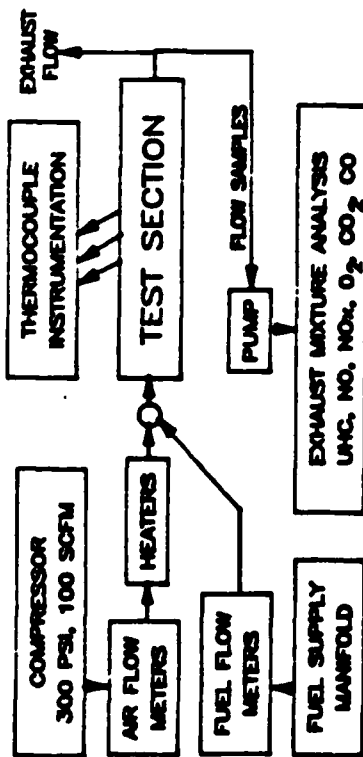 COMPRESSOR
300 PSI, 100 SCFM
AIR FLOW
METERS
HEATERS
FUEL FLOW
METERS
FUEL SUPPLY
MANIFOLD
THERMOCOUPLE
INSTRUMENTATION
TEST SECTION
EXHAUST
FLOW
FLOW SAMPLES
PUMP
EXHAUST MIXTURE ANALYSIS
UHC, NO, NOx, O2 CO2 CO